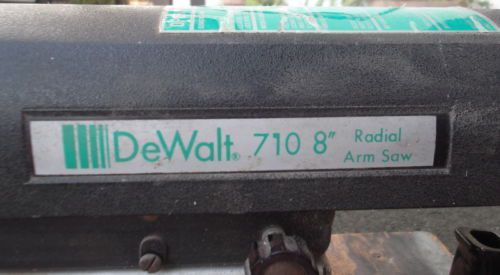 DeWalt® 710 8" Radial
Arm Saw